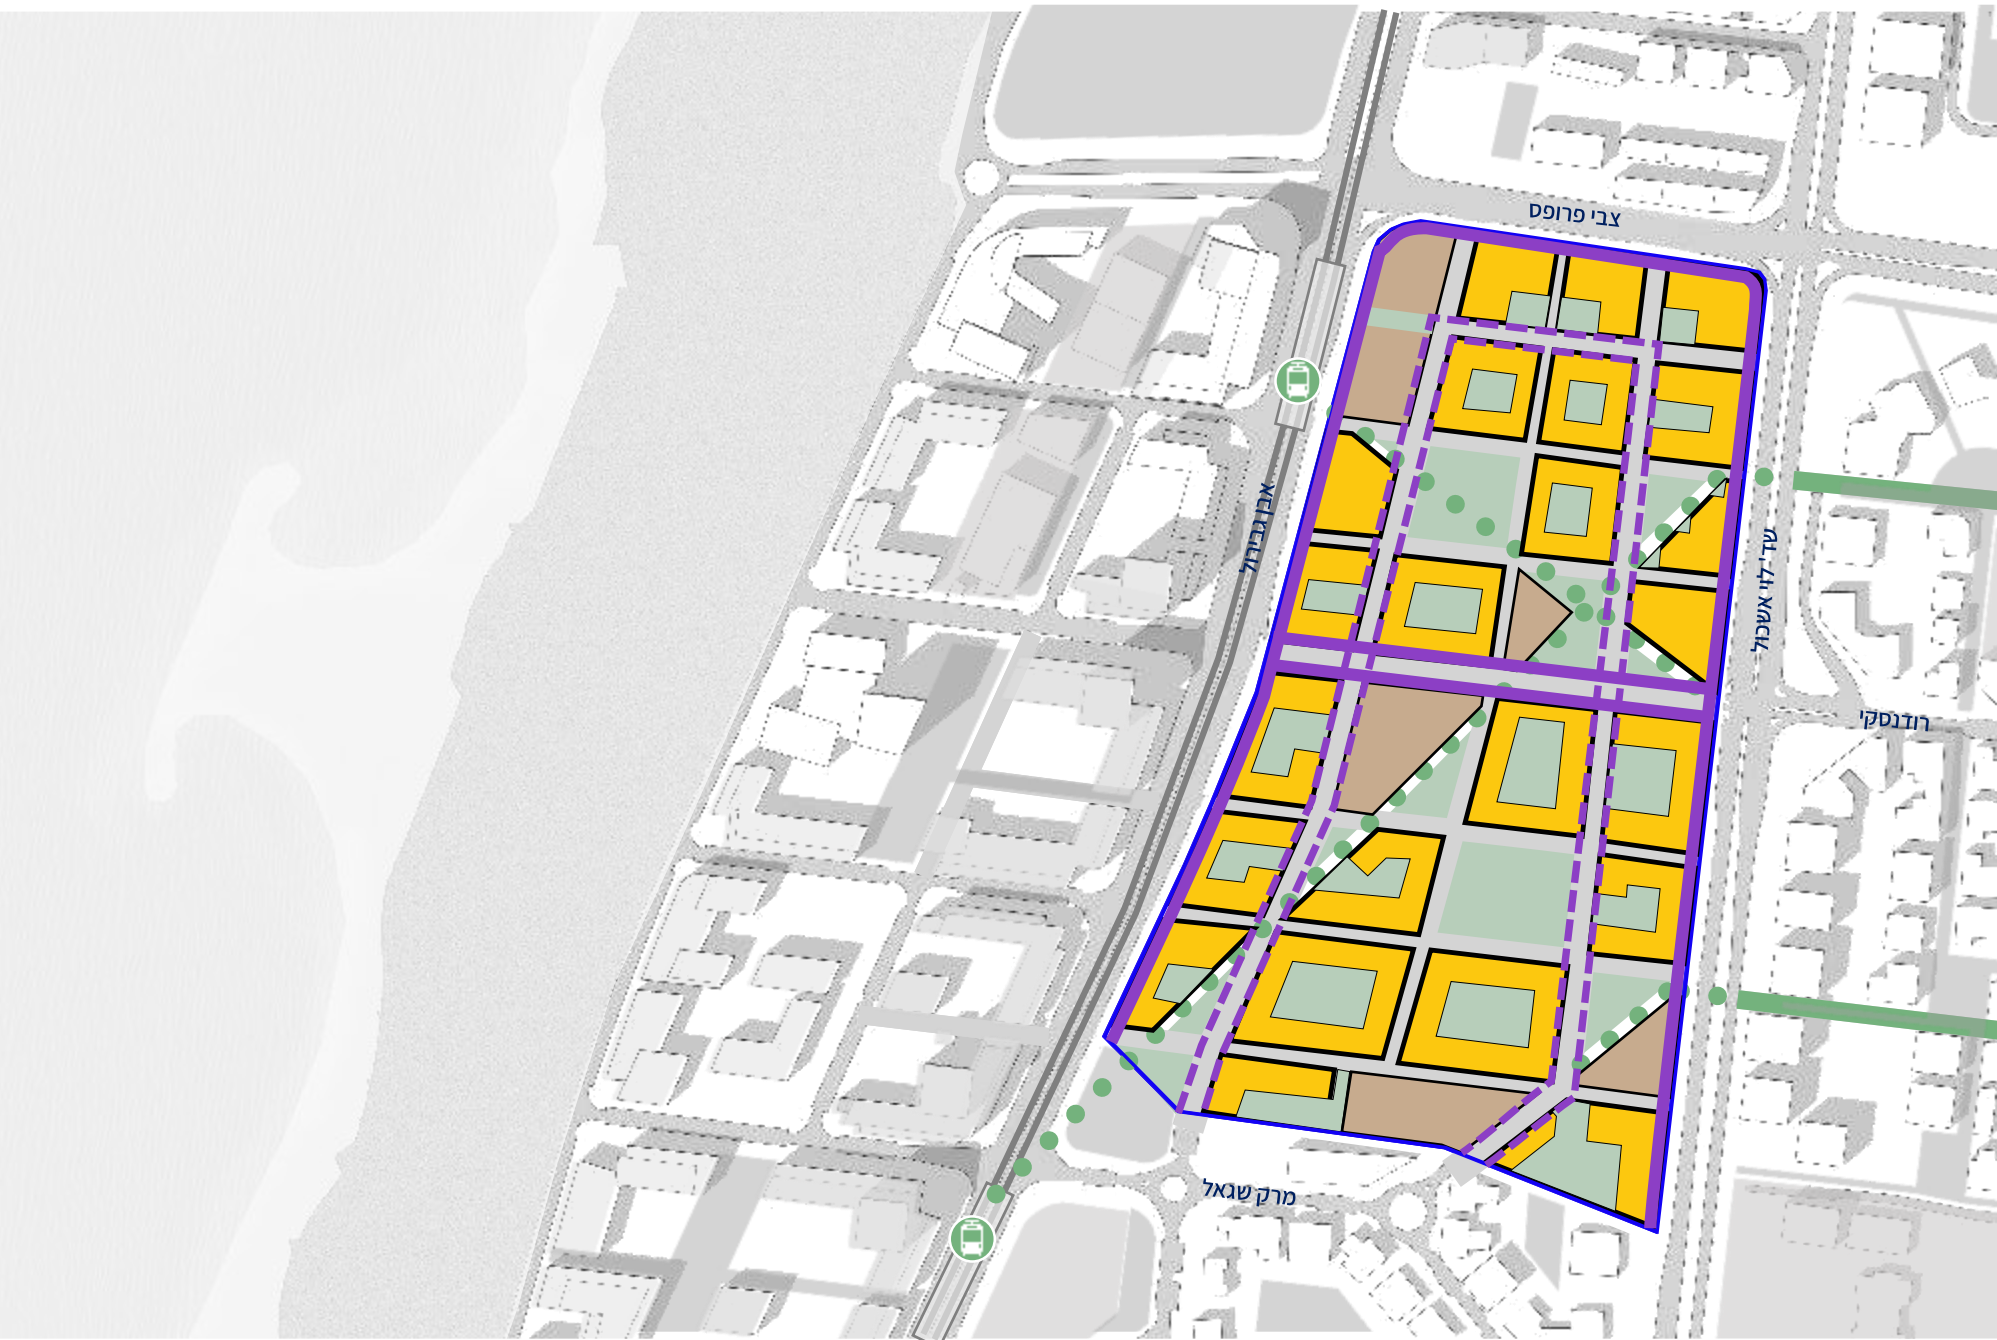 צבי פרופס
אבן גבירול
שד' לוי אשכול
רודנסקי
מרק שגאל